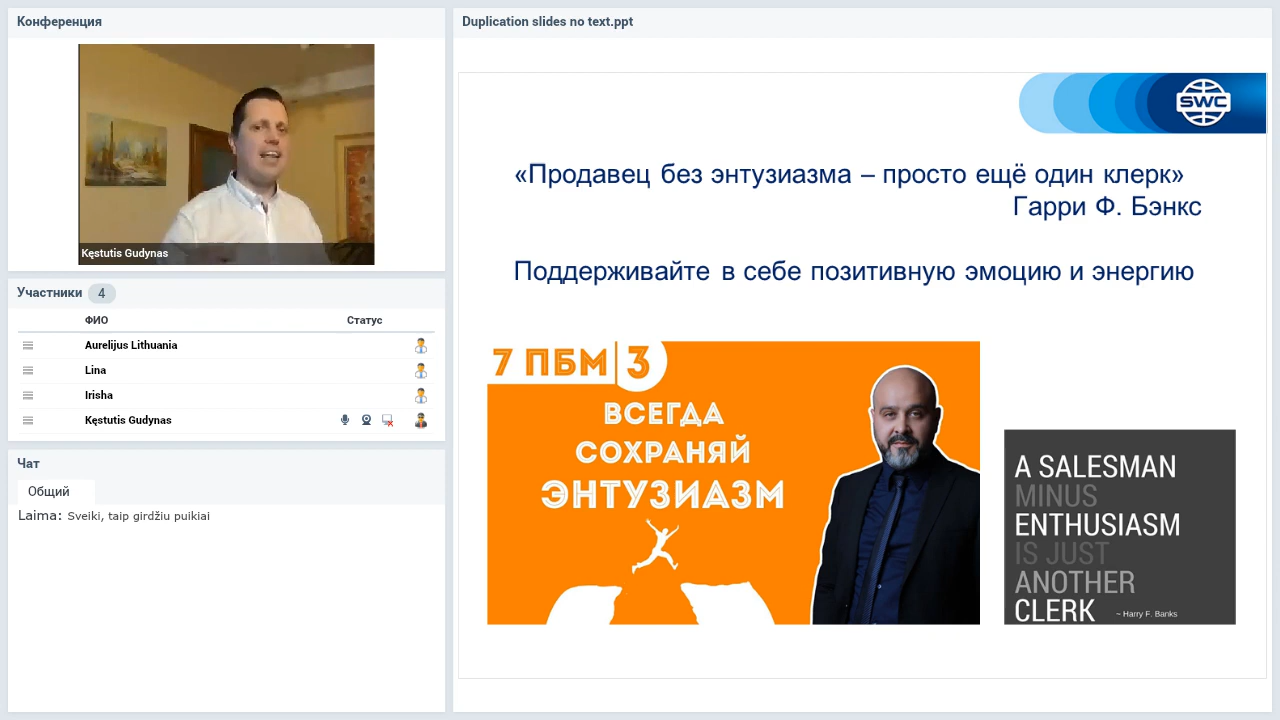 Конференция
Kęstutis Gudynas
Участники 4
ФИО Статус
Aurelijus Lithuania
Lina
Irisha
Kęstutis Gudynas
Чат
Общий
Laima: Sveiki, taip girdžiu puikiai
Duplication slides no text.ppt
SWC
«Продавец без энтузиазма – просто ещё один клерк»
Гарри Ф. Бэнкс
Поддерживайте в себе позитивную эмоцию и энергию
7 ПБМ 3
ВСЕГДА
СОХРАНЯЙ
ЭНТУЗИАЗМ
A SALESMAN
MINUS
ENTHUSIASM
IS JUST
ANOTHER
CLERK ~ Harry F. Banks